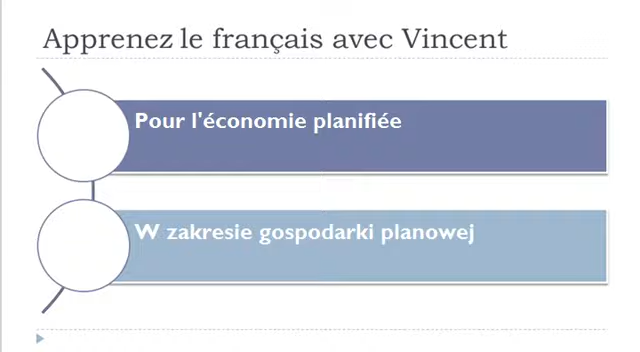 Apprenez le français avec Vincent
Pour l'économie planifiée
W zakresie gospodarki planowej